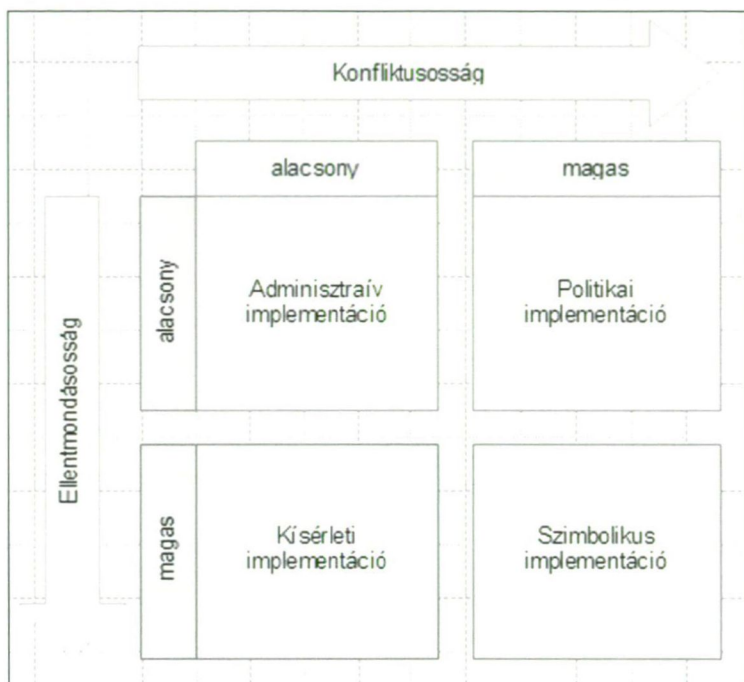 Konfliktusosság
alacsony
magas
Ellentmondásosság
alacsony
Adminisztraív
implementáció
Politikai
implementáció
magas
Kísérleti
implementáció
Szimbolikus
implementáció